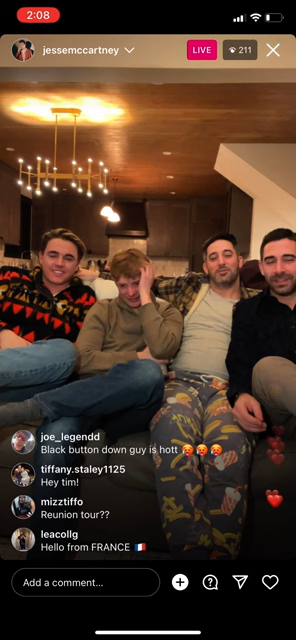 2:08
jessemccartney
LIVE
211
joe_legendd
Black button down guy is hott 🥵 🥵 🥵
tiffany.staley1125
Hey tim!
mizztiffo
Reunion tour??
leacollg
Hello from FRANCE 🇫🇷
Add a comment...